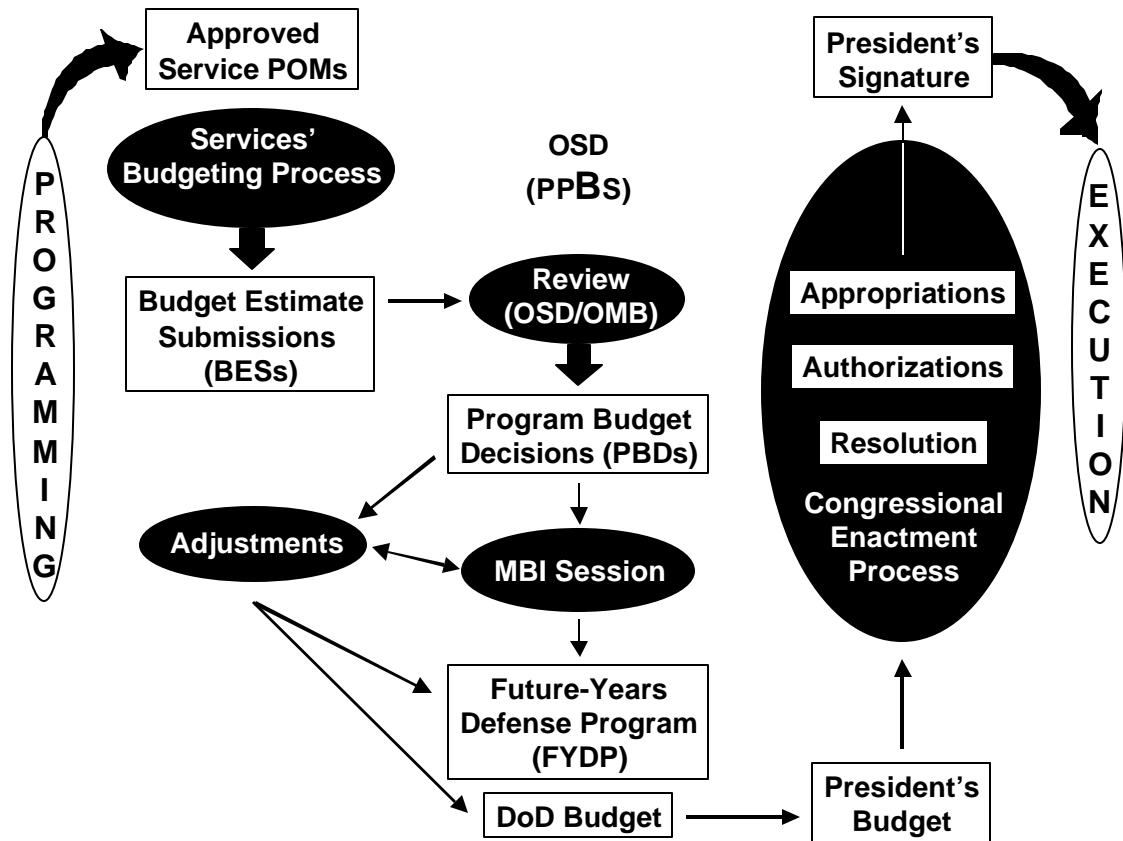 PROGRAMMING
Approved
Service POMs
Services’
Budgeting Process
Budget Estimate
Submissions
(BESs)
OSD
(PPBS)
Review
(OSD/OMB)
Program Budget
Decisions (PBDs)
Adjustments
MBI Session
Future-Years
Defense Program
(FYDP)
DoD Budget
President’s
Budget
President’s
Signature
Appropriations
Authorizations
Resolution
Congressional
Enactment
Process
EXECUTION